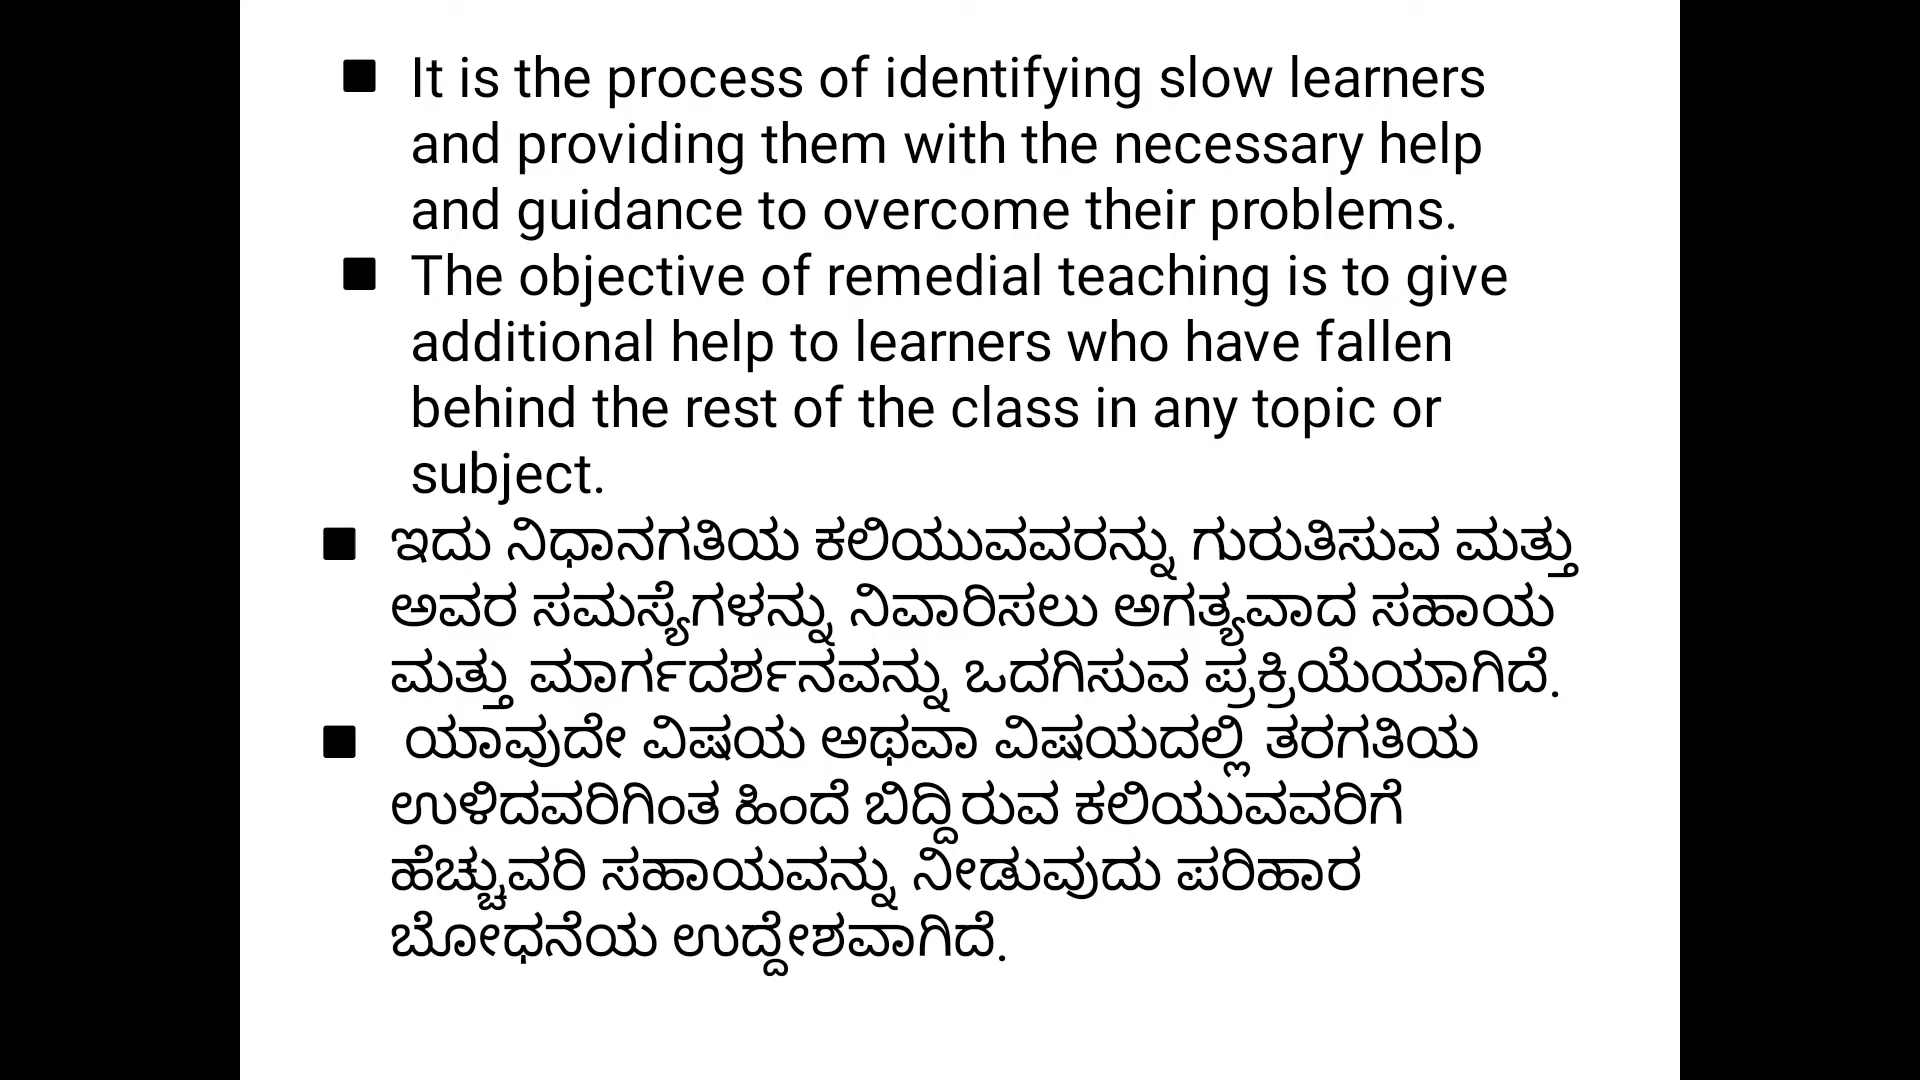 ■ It is the process of identifying slow learners
and providing them with the necessary help
and guidance to overcome their problems.
■ The objective of remedial teaching is to give
additional help to learners who have fallen
behind the rest of the class in any topic or
subject.
■ ಇದು ನಿಧಾನಗತಿಯ ಕಲಿಯುವವರನ್ನು ಗುರುತಿಸುವ ಮತ್ತು
ಅವರ ಸಮಸ್ಯೆಗಳನ್ನು ನಿವಾರಿಸಲು ಅಗತ್ಯವಾದ ಸಹಾಯ
ಮತ್ತು ಮಾರ್ಗದರ್ಶನವನ್ನು ಒದಗಿಸುವ ಪ್ರಕ್ರಿಯೆಯಾಗಿದೆ.
■ ಯಾವುದೇ ವಿಷಯ ಅಥವಾ ವಿಷಯದಲ್ಲಿ ತರಗತಿಯ
ಉಳಿದವರಿಗಿಂತ ಹಿಂದೆ ಬಿದ್ದಿರುವ ಕಲಿಯುವವರಿಗೆ
ಹೆಚ್ಚುವರಿ ಸಹಾಯವನ್ನು ನೀಡುವುದು ಪರಿಹಾರ
ಬೋಧನೆಯ ಉದ್ದೇಶವಾಗಿದೆ.